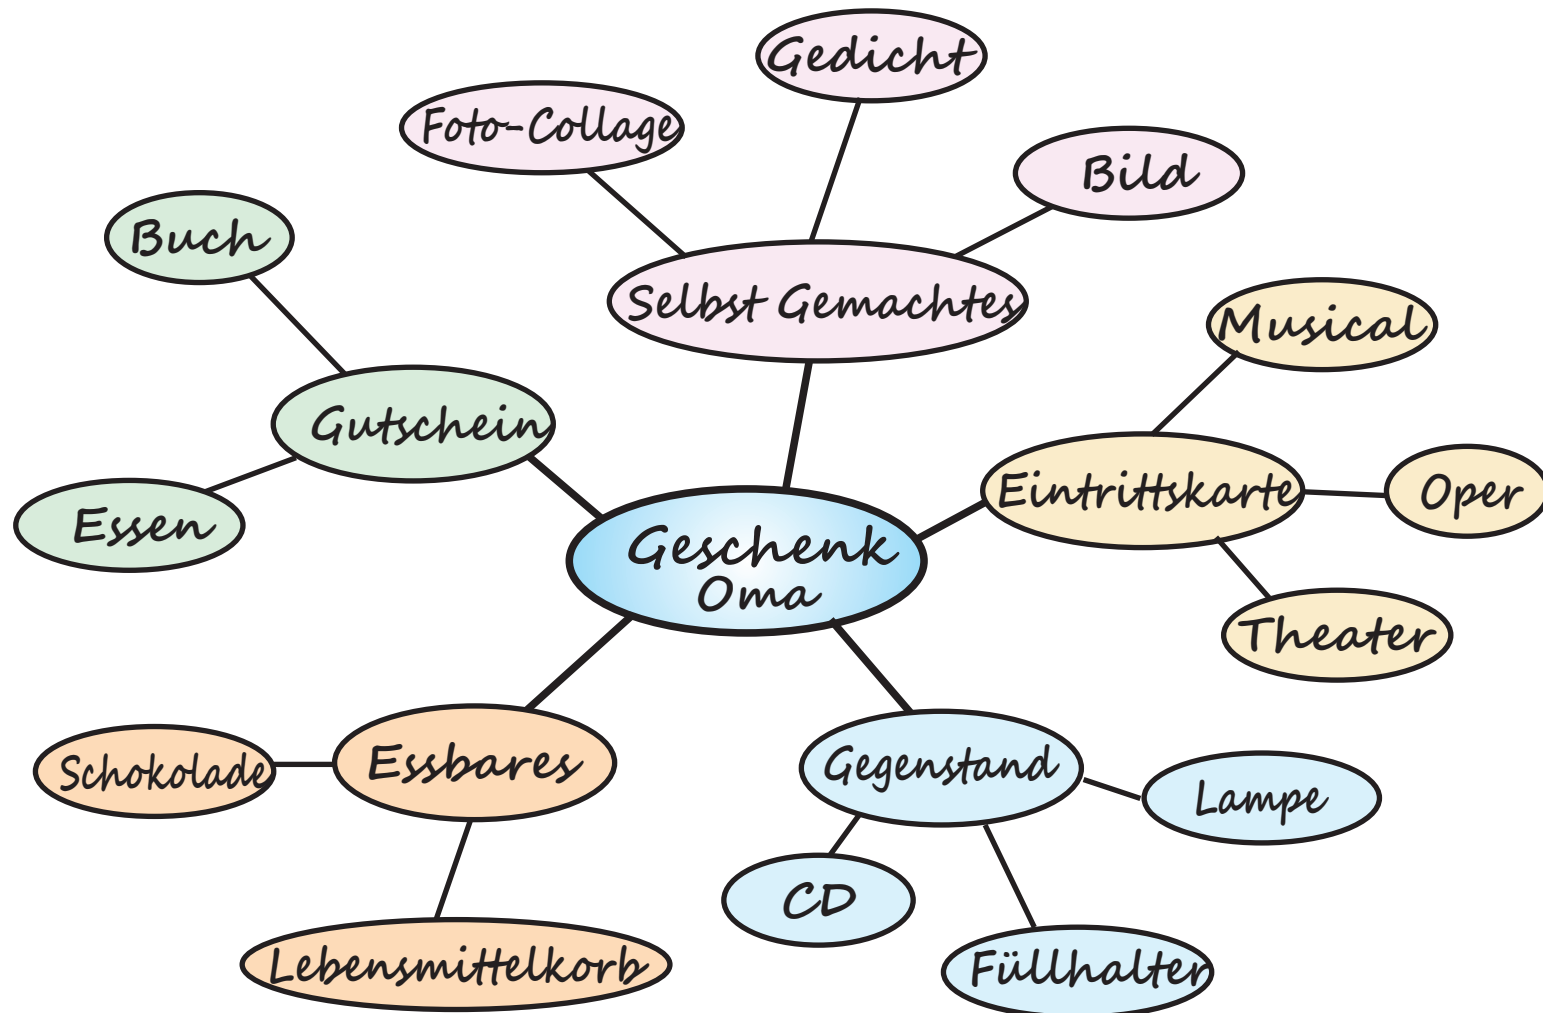 Gedicht
Foto-Collage
Bild
Buch
Selbst Gemachtes
Musical
Gutschein
Eintrittskarte
Oper
Essen
Geschenk
Oma
Theater
Schokolade
Essbares
Gegenstand
Lampe
CD
Lebensmittelkorb
Füllhalter